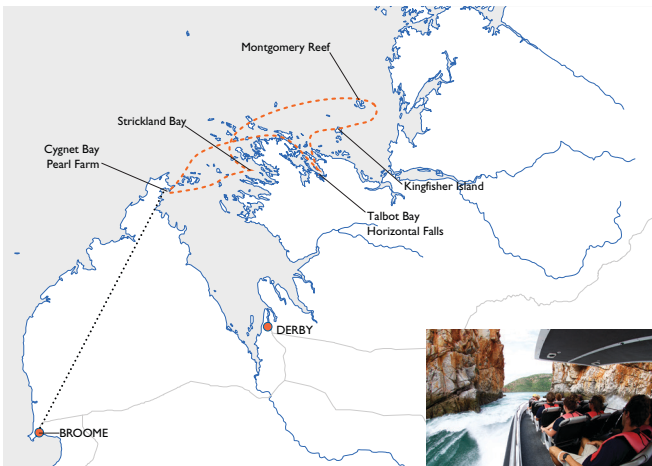 Montgomery Reef
Strickland Bay
Cygnet Bay
Pearl Farm
Kingfisher Island
Talbot Bay
Horizontal Falls
DERBY
BROOME